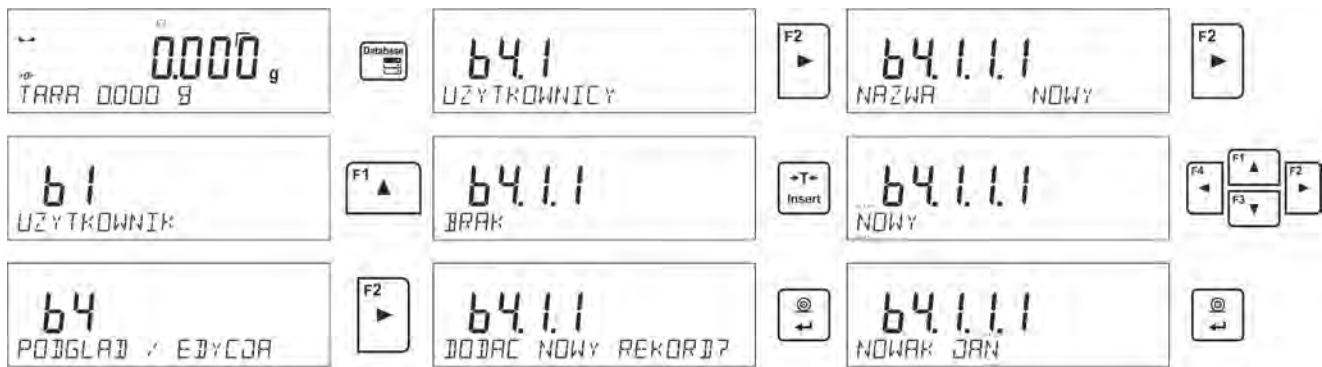 0.000 g
TARA 0.000 g
Database
b1
UZYTKOWNIK
F1
b4
PODGLAD / EDYCJA
F2
b4.1
UZYTKOWNICY
F2
b4.1.1
BRAK
→T←
Insert
b4.1.1
DODAC NOWY REKORD?
b4.1.1.1
NAZWA NOWY
F2
b4.1.1.1
NOWY
F1
F4
F2
F3
b4.1.1.1
NOWAK JAN